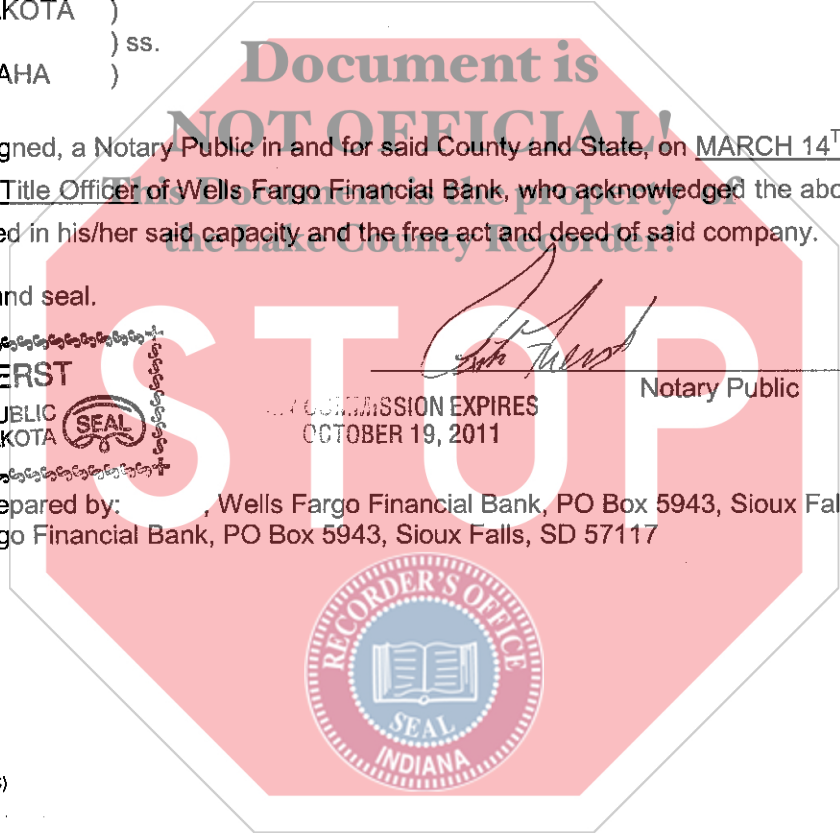 KOTA )
) ss.
AHA )
Document is
NOT OFFICIAL!
This Document is the property of
the Lake County Recorder!
gned, a Notary Public in and for said County and State, on MARCH 14T
Title Officer of Wells Fargo Financial Bank, who acknowledged the abo
ed in his/her said capacity and the free act and deed of said company.
nd seal.
STOP
ERST
UBLIC
KOTA
SEAL
COMMISSION EXPIRES
OCTOBER 19, 2011
Notary Public
epared by: , Wells Fargo Financial Bank, PO Box 5943, Sioux Fal
go Financial Bank, PO Box 5943, Sioux Falls, SD 57117
RECORDER'S OFFICE
SEAL
INDIANA